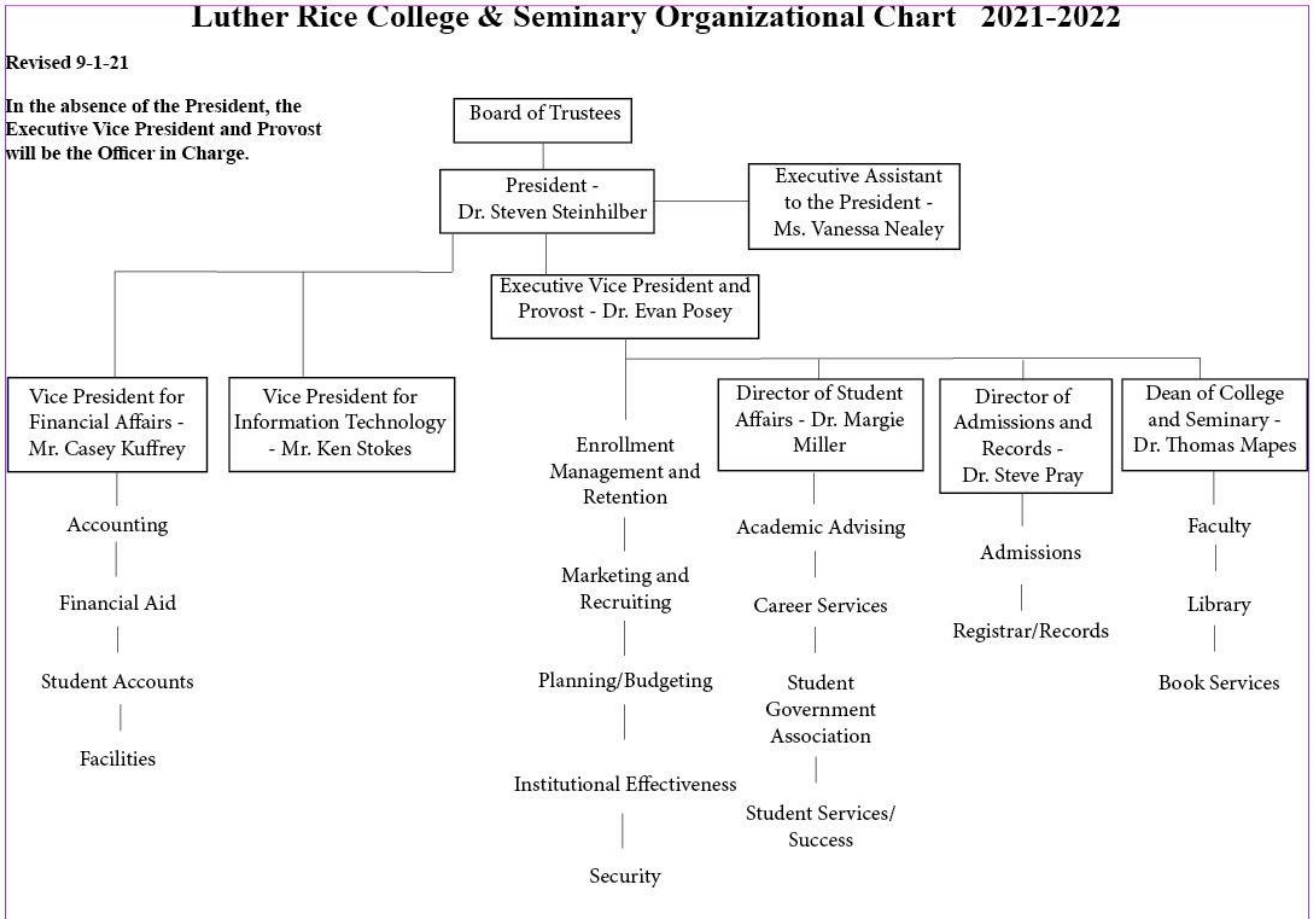 Luther Rice College & Seminary Organizational Chart 2021-2022
Revised 9-1-21
In the absence of the President, the
Executive Vice President and Provost
will be the Officer in Charge.
Board of Trustees
President -
Dr. Steven Steinhilber
Executive Assistant
to the President -
Ms. Vanessa Nealey
Executive Vice President and
Provost - Dr. Evan Posey
Vice President for
Financial Affairs -
Mr. Casey Kuffrey
Accounting
Financial Aid
Student Accounts
Facilities
Vice President for
Information Technology
- Mr. Ken Stokes
Enrollment
Management and
Retention
Marketing and
Recruiting
Planning/Budgeting
Institutional Effectiveness
Security
Director of Student
Affairs - Dr. Margie
Miller
Academic Advising
Career Services
Student
Government
Association
Student Services/
Success
Director of
Admissions and
Records -
Dr. Steve Pray
Admissions
Registrar/Records
Dean of College
and Seminary -
Dr. Thomas Mapes
Faculty
Library
Book Services